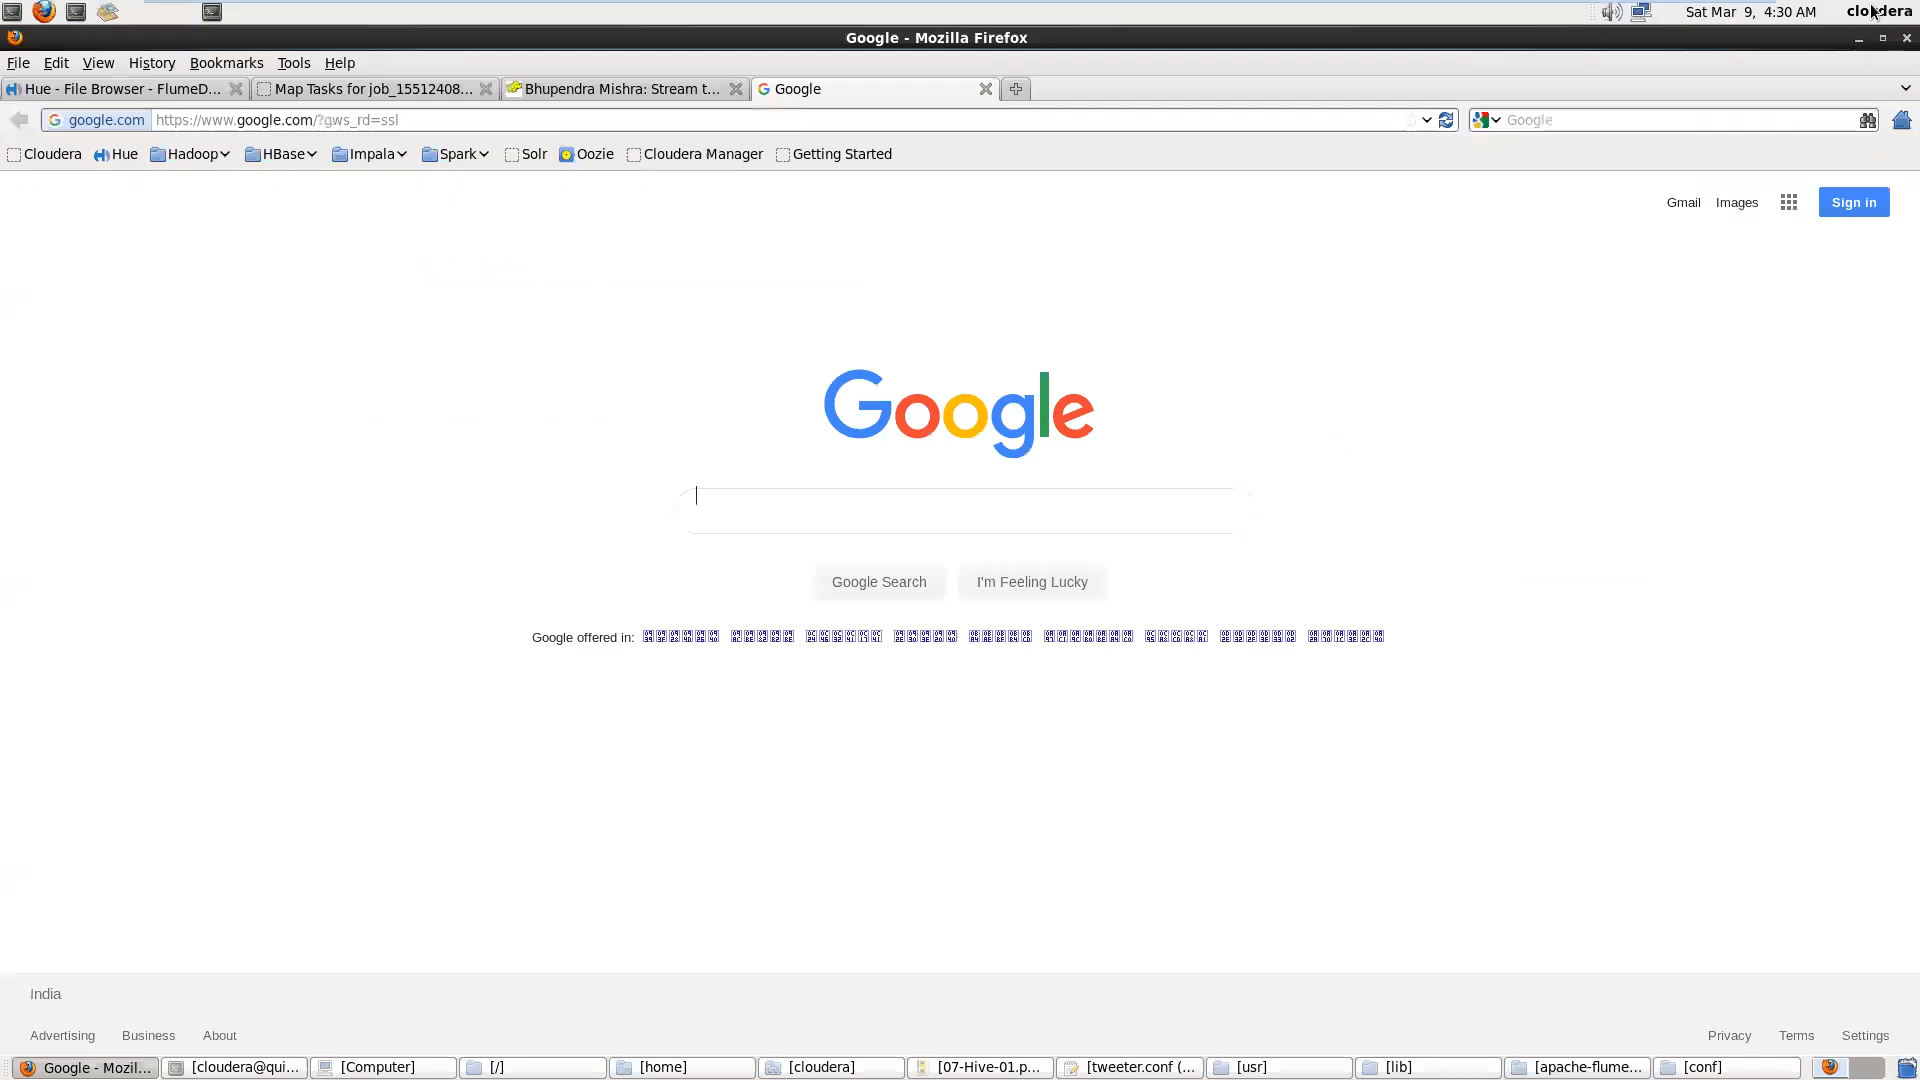 Sat Mar 9, 4:30 AM cloudera
Google - Mozilla Firefox
File Edit View History Bookmarks Tools Help
Hue - File Browser - FlumeD... Map Tasks for job_15512408... Bhupendra Mishra: Stream t... Google
google.com https://www.google.com/?gws_rd=ssl Google
Cloudera Hue Hadoop HBase Impala Spark Solr Oozie Cloudera Manager Getting Started
Gmail Images Sign in
Google
Google Search I'm Feeling Lucky
Google offered in:
India
Advertising Business About Privacy Terms Settings
Google - Mozil... [cloudera@qui... [Computer] [/] [home] [cloudera] [07-Hive-01.p... [tweeter.conf (... [usr] [lib] [apache-flume... [conf]